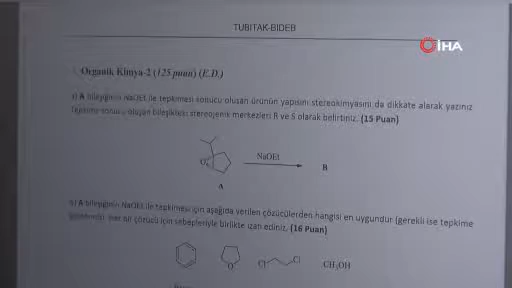 TUBITAK-BIDEB
İHA
Organik Kimya-2 (125 puan) (E.D.)
A bileşiğinin NaOEt ile tepkimesi sonucu oluşan ürünün yapısını stereokimyasını da dikkate alarak yazınız
Tepkime sonucu oluşan bileşikteki stereojenik merkezleri R ve S olarak belirtiniz. (15 Puan)
O
NaOEt
B
A
A bileşiğinin NaOEt ile tepkimesi için aşağıda verilen çözücülerden hangisi en uygundur (gerekli ise tepkime
her bir çözücü için sebepleriyle birlikte izah ediniz. (16 Puan)
O
Cl
Cl
CH3OH